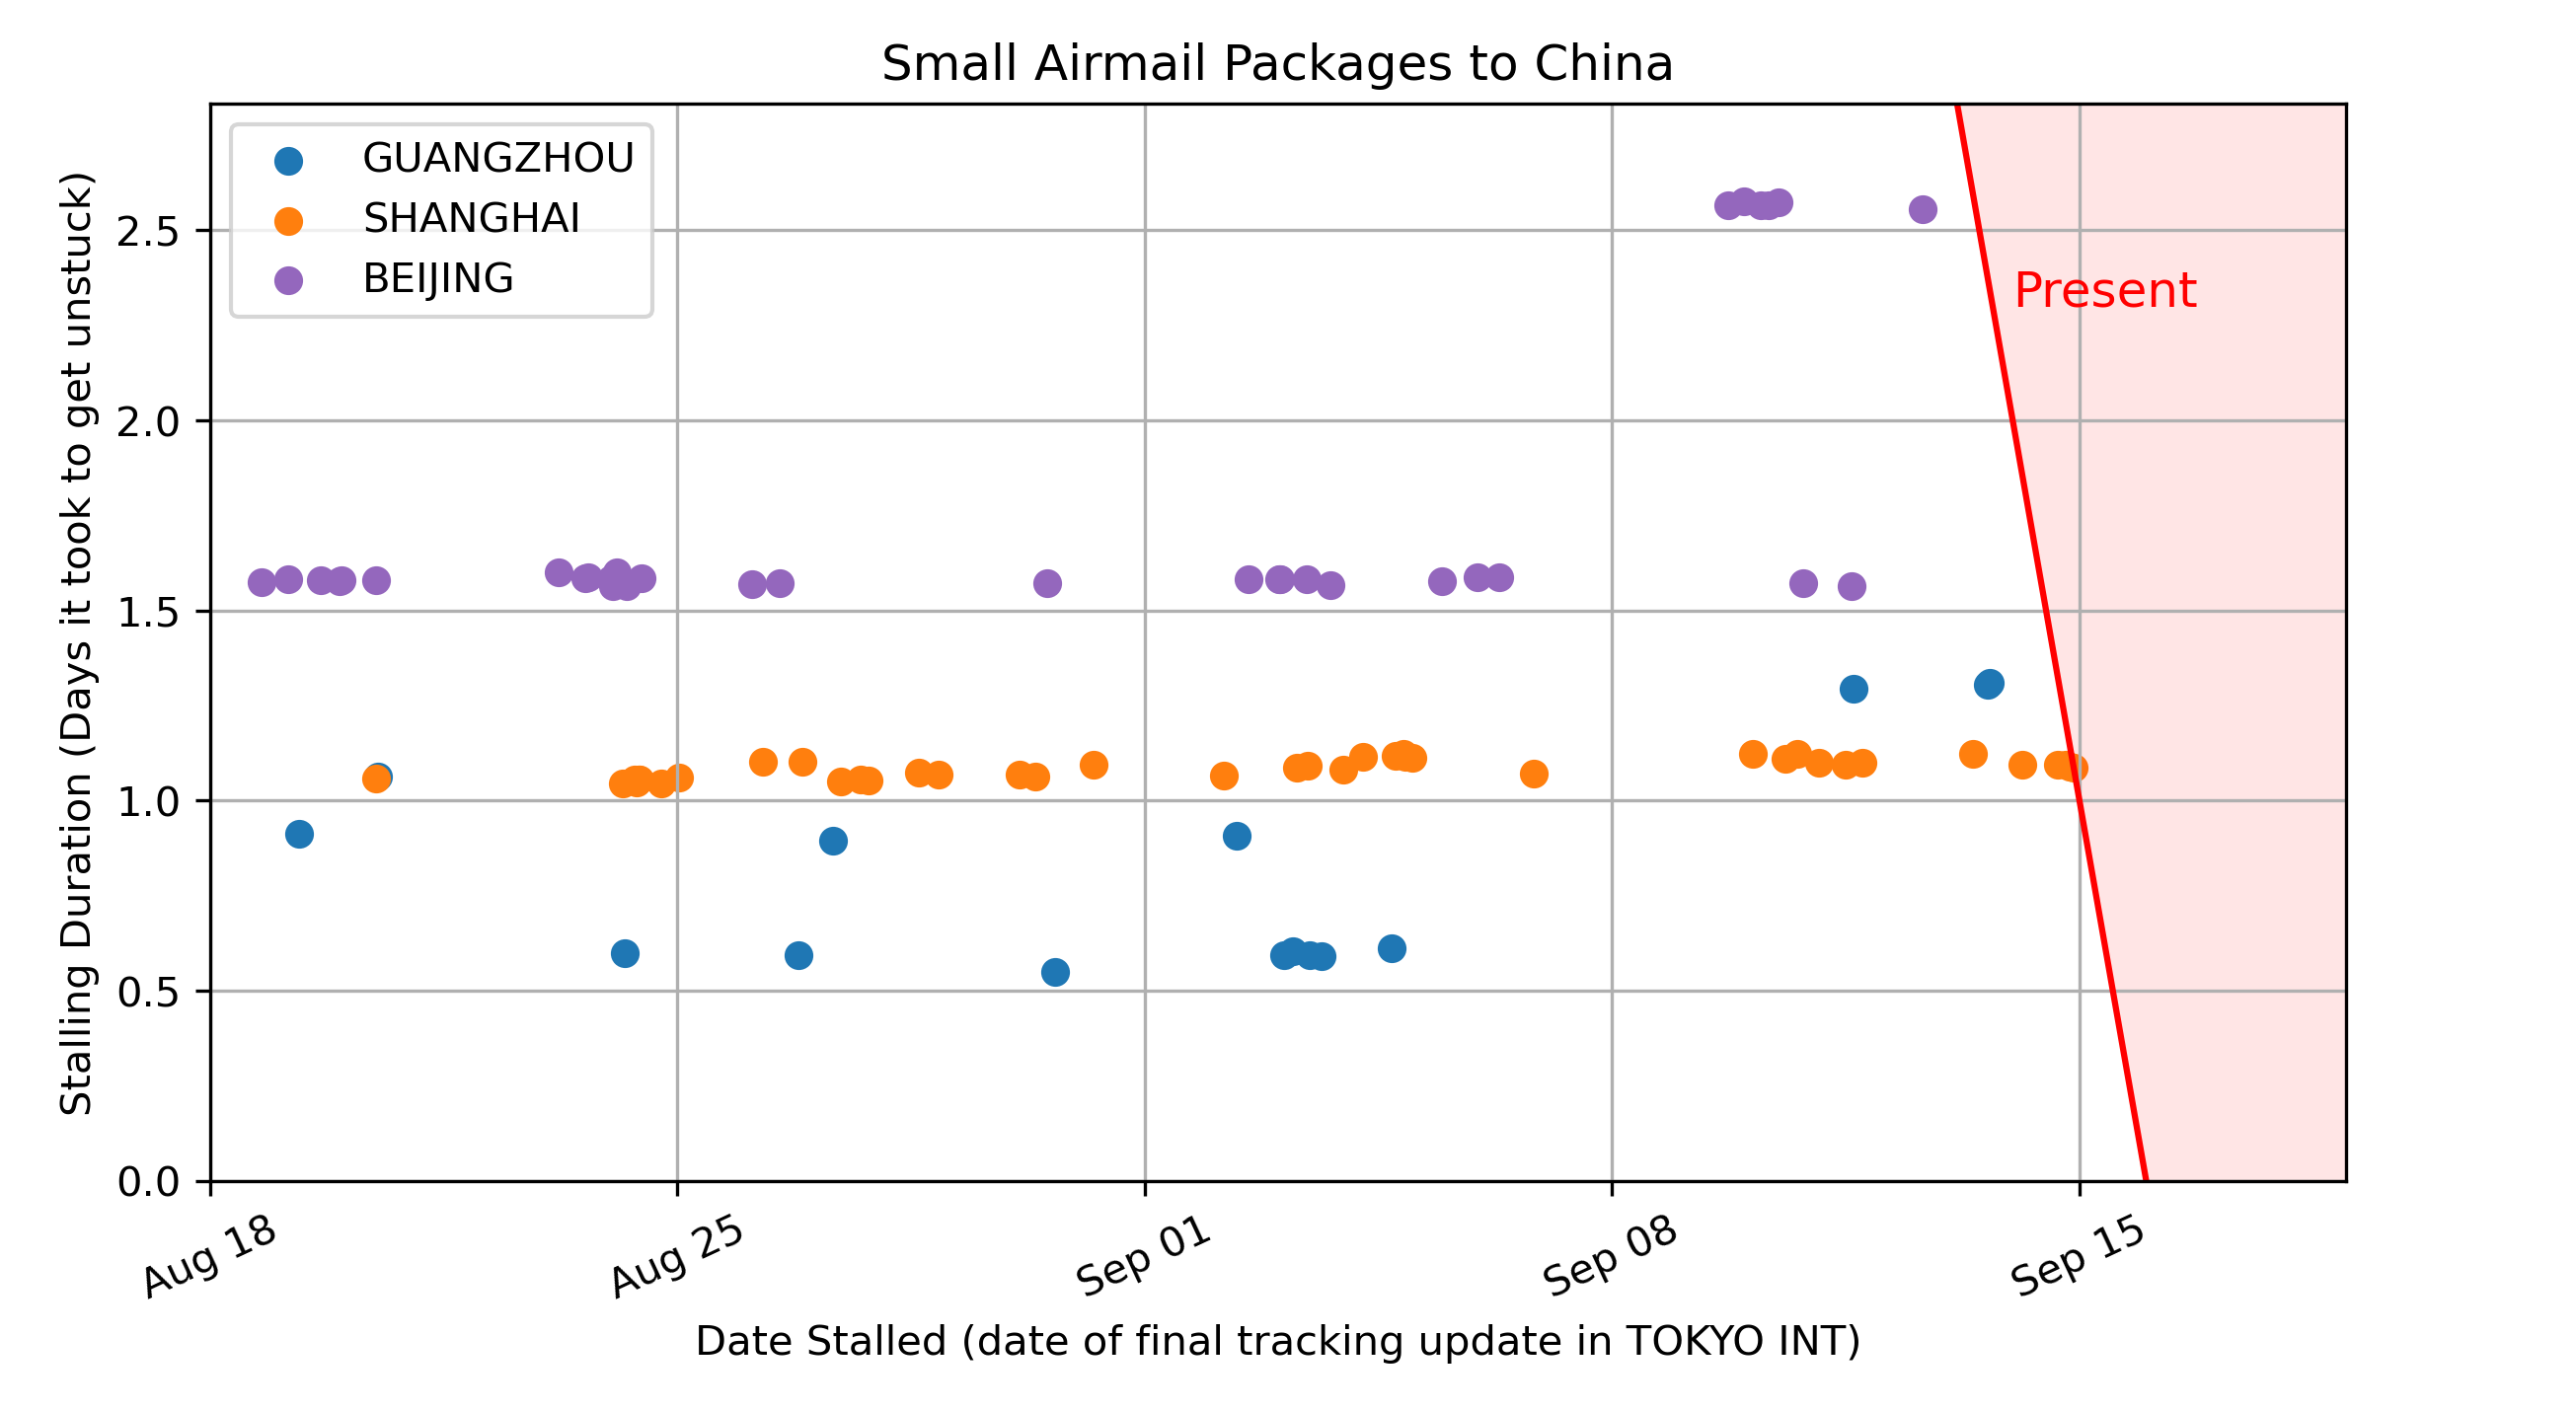 Small Airmail Packages to China
GUANGZHOU
SHANGHAI
BEIJING
Present
Stalling Duration (Days it took to get unstuck)
2.5
2.0
1.5
1.0
0.5
0.0
Aug 18
Aug 25
Sep 01
Sep 08
Sep 15
Date Stalled (date of final tracking update in TOKYO INT)